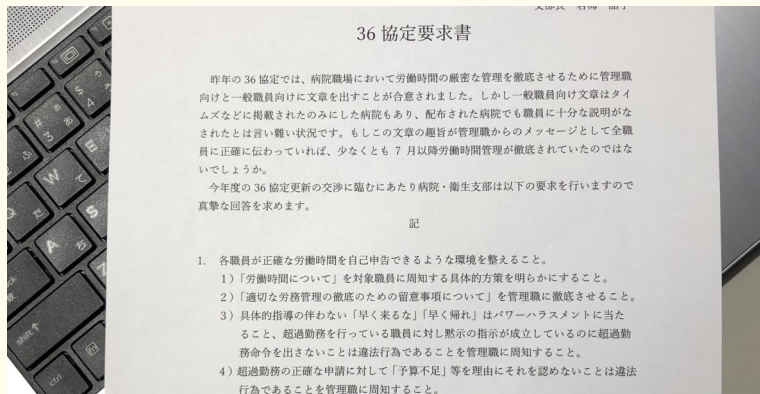 36 協定要求書
昨年の 36 協定では、病院職場において労働時間の厳密な管理を徹底させるために管理職
向けと一般職員向けに文章を出すことが合意されました。しかし一般職員向け文章はタイ
ムズなどに掲載されたのみにした病院もあり、配布された病院でも職員に十分な説明がな
されたとは言い難い状況です。もしこの文章の趣旨が管理職からのメッセージとして全職
員に正確に伝わっていれば、少なくとも 7 月以降労働時間管理が徹底されていたのではな
いでしょうか。
今年度の 36 協定更新の交渉に臨むにあたり病院・衛生支部は以下の要求を行いますので
真摯な回答を求めます。
記
1. 各職員が正確な労働時間を自己申告できるような環境を整えること。
1）「労働時間について」を対象職員に周知する具体的方策を明らかにすること。
2）「適切な労務管理の徹底のための留意事項について」を管理職に徹底させること。
3）具体的指導の伴わない「早く来るな」「早く帰れ」はパワーハラスメントに当た
ること、超過勤務を行っている職員に対し黙示の指示が成立しているのに超過勤
務命令を出さないことは違法行為であることを管理職に周知すること。
4）超過勤務の正確な申請に対して「予算不足」等を理由にそれを認めないことは違法
行為であることを管理職に周知すること。
shift
ctrl
W
E
A
S